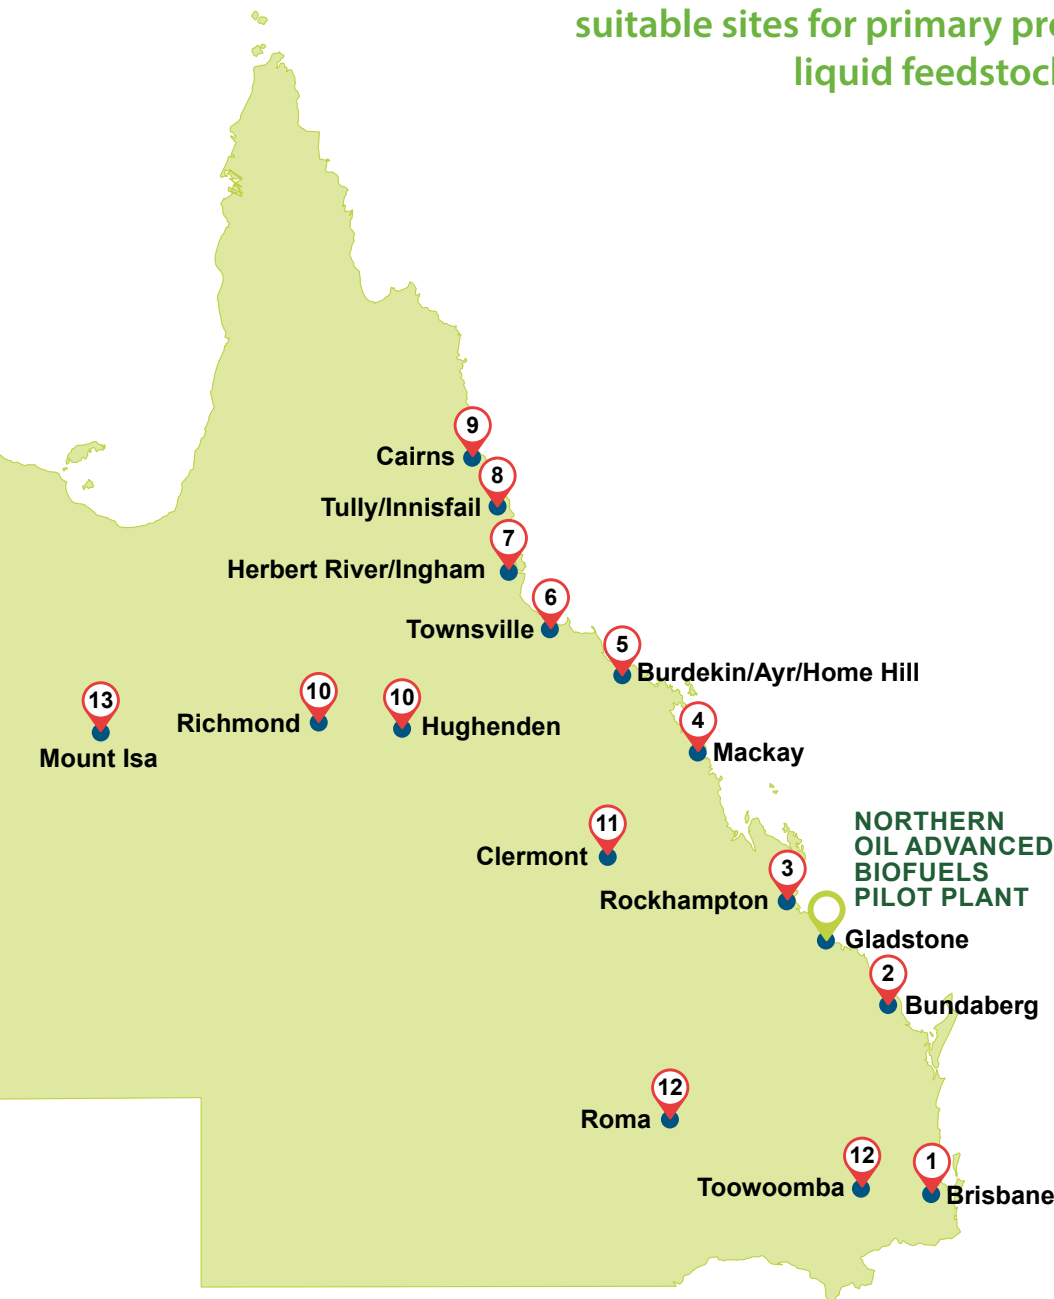 suitable sites for primary pro
liquid feedstoc
9
Cairns
8
Tully/Innisfail
7
Herbert River/Ingham
6
Townsville
5
Burdekin/Ayr/Home Hill
13
Mount Isa
10
Richmond
10
Hughenden
4
Mackay
11
Clermont
NORTHERN
OIL ADVANCED
BIOFUELS
PILOT PLANT
3
Rockhampton
Gladstone
2
Bundaberg
12
Roma
12
Toowoomba
1
Brisbane